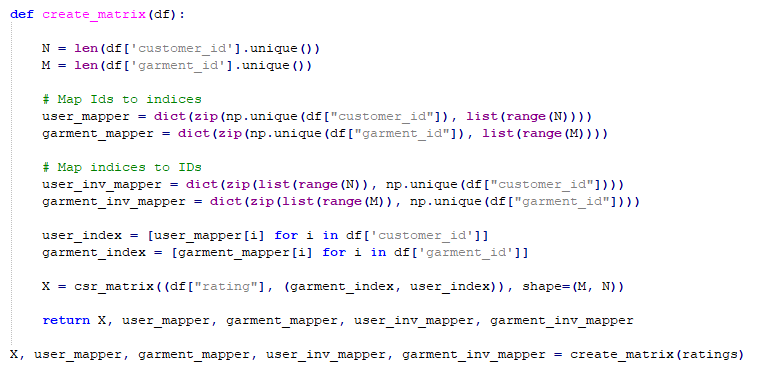 def create_matrix(df):
N = len(df['customer_id'].unique())
M = len(df['garment_id'].unique())
# Map Ids to indices
user_mapper = dict(zip(np.unique(df["customer_id"]), list(range(N))))
garment_mapper = dict(zip(np.unique(df["garment_id"]), list(range(M))))
# Map indices to IDs
user_inv_mapper = dict(zip(list(range(N)), np.unique(df["customer_id"])))
garment_inv_mapper = dict(zip(list(range(M)), np.unique(df["garment_id"])))
user_index = [user_mapper[i] for i in df['customer_id']]
garment_index = [garment_mapper[i] for i in df['garment_id']]
X = csr_matrix((df["rating"], (garment_index, user_index)), shape=(M, N))
return X, user_mapper, garment_mapper, user_inv_mapper, garment_inv_mapper
X, user_mapper, garment_mapper, user_inv_mapper, garment_inv_mapper = create_matrix(ratings)